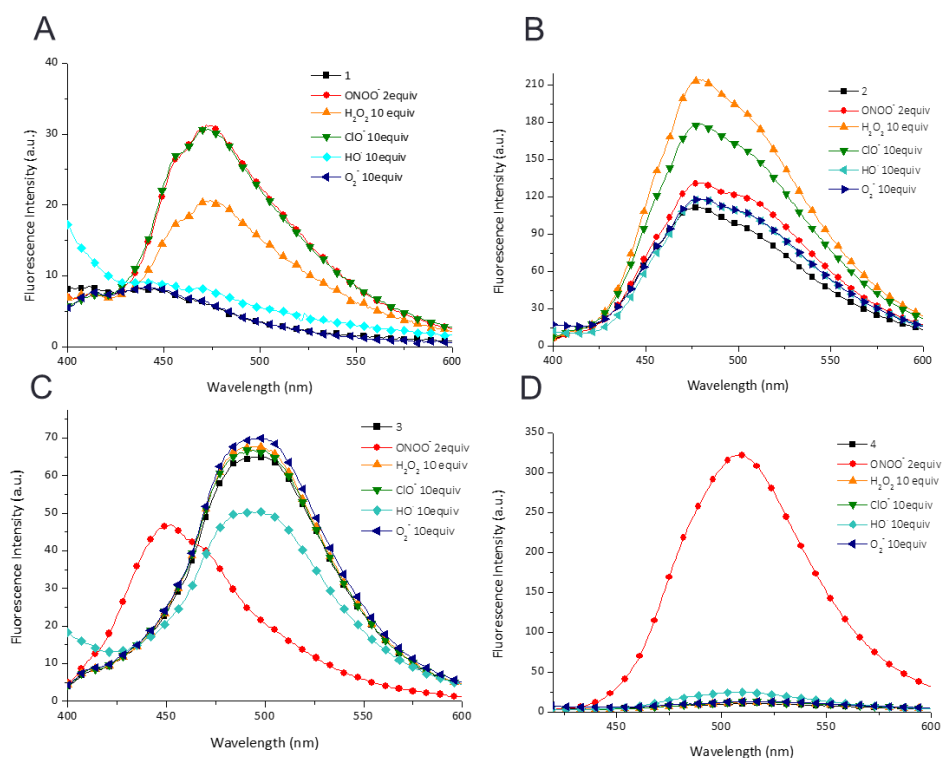 A
Fluorescence Intensity (a.u.)
40
30
20
10
0
400
450
500
550
600
Wavelength (nm)
1
ONOO⁻ 2equiv
H₂O₂ 10 equiv
ClO⁻ 10equiv
HO· 10equiv
O₂·⁻ 10equiv
B
Fluorescence Intensity (a.u.)
210
180
150
120
90
60
30
0
400
450
500
550
600
Wavelength (nm)
2
ONOO⁻ 2equiv
H₂O₂ 10 equiv
ClO⁻ 10equiv
HO· 10equiv
O₂·⁻ 10equiv
C
Fluorescence Intensity (a.u.)
70
60
50
40
30
20
10
0
400
450
500
550
600
Wavelength (nm)
3
ONOO⁻ 2equiv
H₂O₂ 10 equiv
ClO⁻ 10equiv
HO· 10equiv
O₂·⁻ 10equiv
D
Fluorescence Intensity (a.u.)
350
300
250
200
150
100
50
25
0
450
500
550
600
Wavelength (nm)
4
ONOO⁻ 2equiv
H₂O₂ 10 equiv
ClO⁻ 10equiv
HO· 10equiv
O₂·⁻ 10equiv